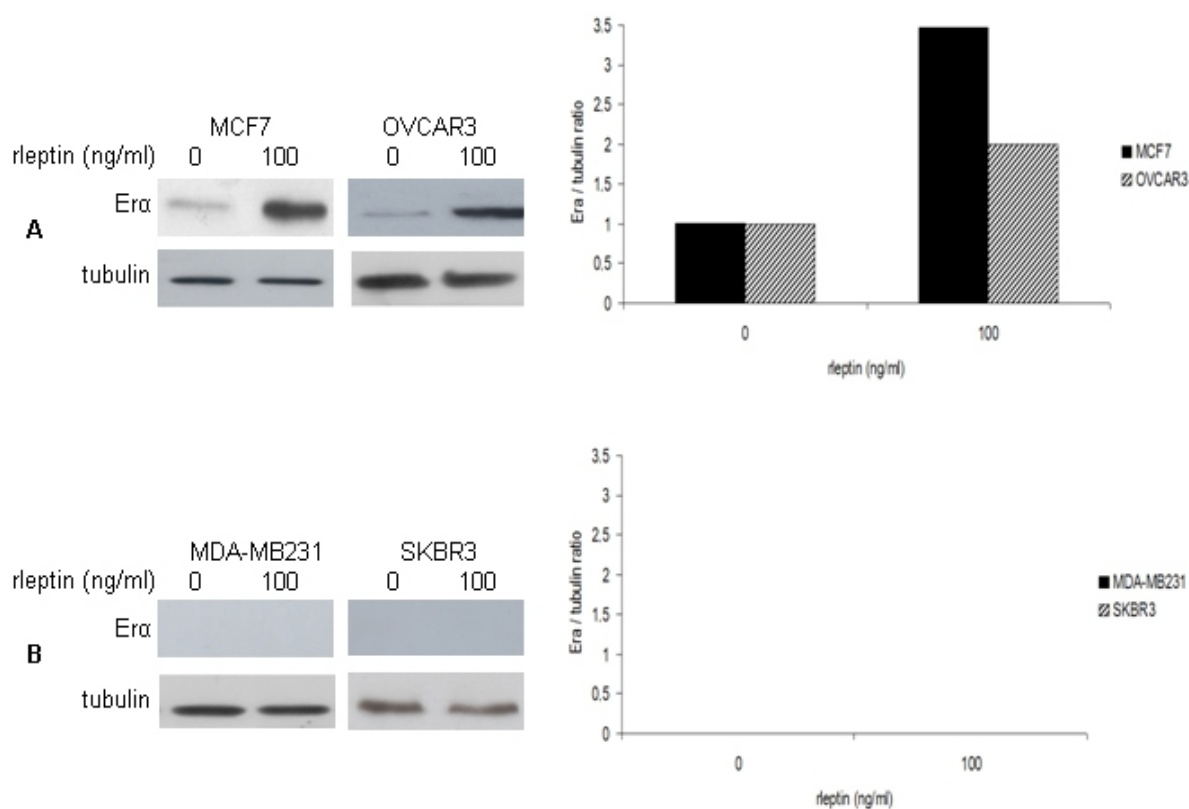 MCF7 OVCAR3
rleptin (ng/ml) 0 100 0 100
Erα
A
tubulin
3.5
3
2.5
2
1.5
1
0.5
0
Era / tubulin ratio
0 100
rleptin (ng/ml)
MCF7
OVCAR3
MDA-MB231 SKBR3
rleptin (ng/ml) 0 100 0 100
Erα
B
tubulin
3.5
3
2.5
2
1.5
1
0.5
0
Era / tubulin ratio
0 100
rleptin (ng/ml)
MDA-MB231
SKBR3